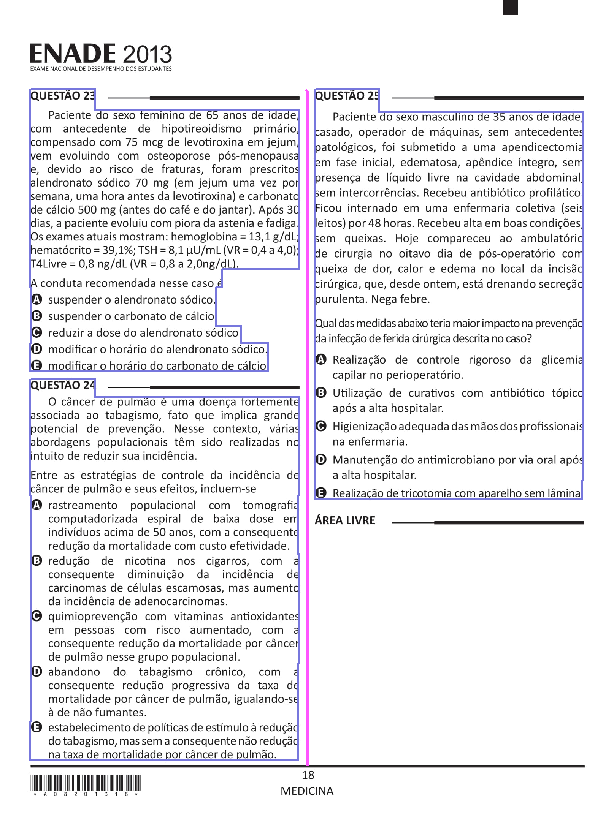 ENADE 2013
EXAME NACIONAL DE DESEMPENHO DOS ESTUDANTES
QUESTÃO 23
Paciente do sexo feminino de 65 anos de idade,
com antecedente de hipotireoidismo primário,
compensado com 75 mcg de levotiroxina em jejum,
vem evoluindo com osteoporose pós-menopausa
e, devido ao risco de fraturas, foram prescritos
alendronato sódico 70 mg (em jejum uma vez por
semana, uma hora antes da levotiroxina) e carbonato
de cálcio 500 mg (antes do café e do jantar). Após 30
dias, a paciente evoluiu com piora da astenia e fadiga.
Os exames atuais mostram: hemoglobina = 13,1 g/dL;
hematócrito = 39,1%; TSH = 8,1 µU/mL (VR = 0,4 a 4,0);
T4Livre = 0,8 ng/dL (VR = 0,8 a 2,0ng/dL).
A conduta recomendada nesse caso é
A suspender o alendronato sódico.
B suspender o carbonato de cálcio.
C reduzir a dose do alendronato sódico.
D modificar o horário do alendronato sódico.
E modificar o horário do carbonato de cálcio.
QUESTÃO 24
O câncer de pulmão é uma doença fortemente
associada ao tabagismo, fato que implica grande
potencial de prevenção. Nesse contexto, várias
abordagens populacionais têm sido realizadas no
intuito de reduzir sua incidência.
Entre as estratégias de controle da incidência do
câncer de pulmão e seus efeitos, incluem-se
A rastreamento populacional com tomografia
computadorizada espiral de baixa dose em
indivíduos acima de 50 anos, com a consequente
redução da mortalidade com custo efetividade.
B redução de nicotina nos cigarros, com a
consequente diminuição da incidência de
carcinomas de células escamosas, mas aumento
da incidência de adenocarcinomas.
C quimioprevenção com vitaminas antioxidantes
em pessoas com risco aumentado, com a
consequente redução da mortalidade por câncer
de pulmão nesse grupo populacional.
D abandono do tabagismo crônico, com a
consequente redução progressiva da taxa de
mortalidade por câncer de pulmão, igualando-se
à de não fumantes.
E estabelecimento de políticas de estímulo à redução
do tabagismo, mas sem a consequente não redução
na taxa de mortalidade por câncer de pulmão.
QUESTÃO 25
Paciente do sexo masculino de 35 anos de idade,
casado, operador de máquinas, sem antecedentes
patológicos, foi submetido a uma apendicectomia
em fase inicial, edematosa, apêndice íntegro, sem
presença de líquido livre na cavidade abdominal,
sem intercorrências. Recebeu antibiótico profilático.
Ficou internado em uma enfermaria coletiva (seis
leitos) por 48 horas. Recebeu alta em boas condições,
sem queixas. Hoje compareceu ao ambulatório
de cirurgia no oitavo dia de pós-operatório com
queixa de dor, calor e edema no local da incisão
cirúrgica, que, desde ontem, está drenando secreção
purulenta. Nega febre.
Qual das medidas abaixo teria maior impacto na prevenção
da infecção de ferida cirúrgica descrita no caso?
A Realização de controle rigoroso da glicemia
capilar no perioperatório.
B Utilização de curativos com antibiótico tópico
após a alta hospitalar.
C Higienização adequada das mãos dos profissionais
na enfermaria.
D Manutenção do antimicrobiano por via oral após
a alta hospitalar.
E Realização de tricotomia com aparelho sem lâmina.
ÁREA LIVRE
*A08201318*
18
MEDICINA